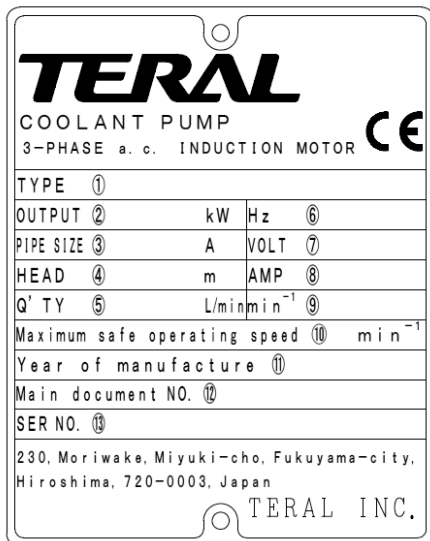 TERAL
COOLANT PUMP
3-PHASE a.c. INDUCTION MOTOR CE
TYPE ①
OUTPUT ② kW Hz ⑥
PIPE SIZE ③ A VOLT ⑦
HEAD ④ m AMP ⑧
Q'TY ⑤ L/min min⁻¹ ⑨
Maximum safe operating speed ⑩ min⁻¹
Year of manufacture ⑪
Main document NO. ⑫
SER NO. ⑬
230, Moriwake, Miyuki-cho, Fukuyama-city,
Hiroshima, 720-0003, Japan
TERAL INC.